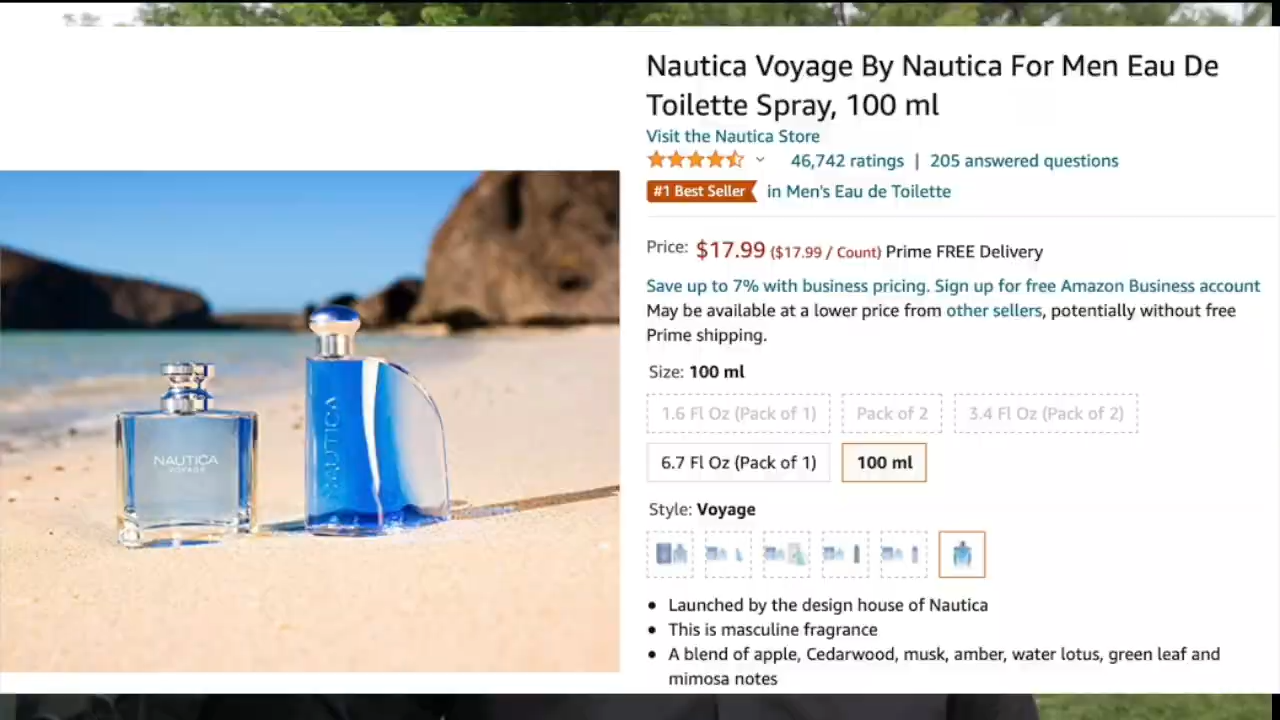 Nautica Voyage By Nautica For Men Eau De
Toilette Spray, 100 ml
Visit the Nautica Store
46,742 ratings | 205 answered questions
#1 Best Seller in Men's Eau de Toilette
Price: $17.99 ($17.99 / Count) Prime FREE Delivery
Save up to 7% with business pricing. Sign up for free Amazon Business account
May be available at a lower price from other sellers, potentially without free
Prime shipping.
Size: 100 ml
1.6 Fl Oz (Pack of 1) Pack of 2 3.4 Fl Oz (Pack of 2)
6.7 Fl Oz (Pack of 1) 100 ml
Style: Voyage
• Launched by the design house of Nautica
• This is masculine fragrance
• A blend of apple, Cedarwood, musk, amber, water lotus, green leaf and
mimosa notes
NAUTICA
VOYAGE
NAUTICA